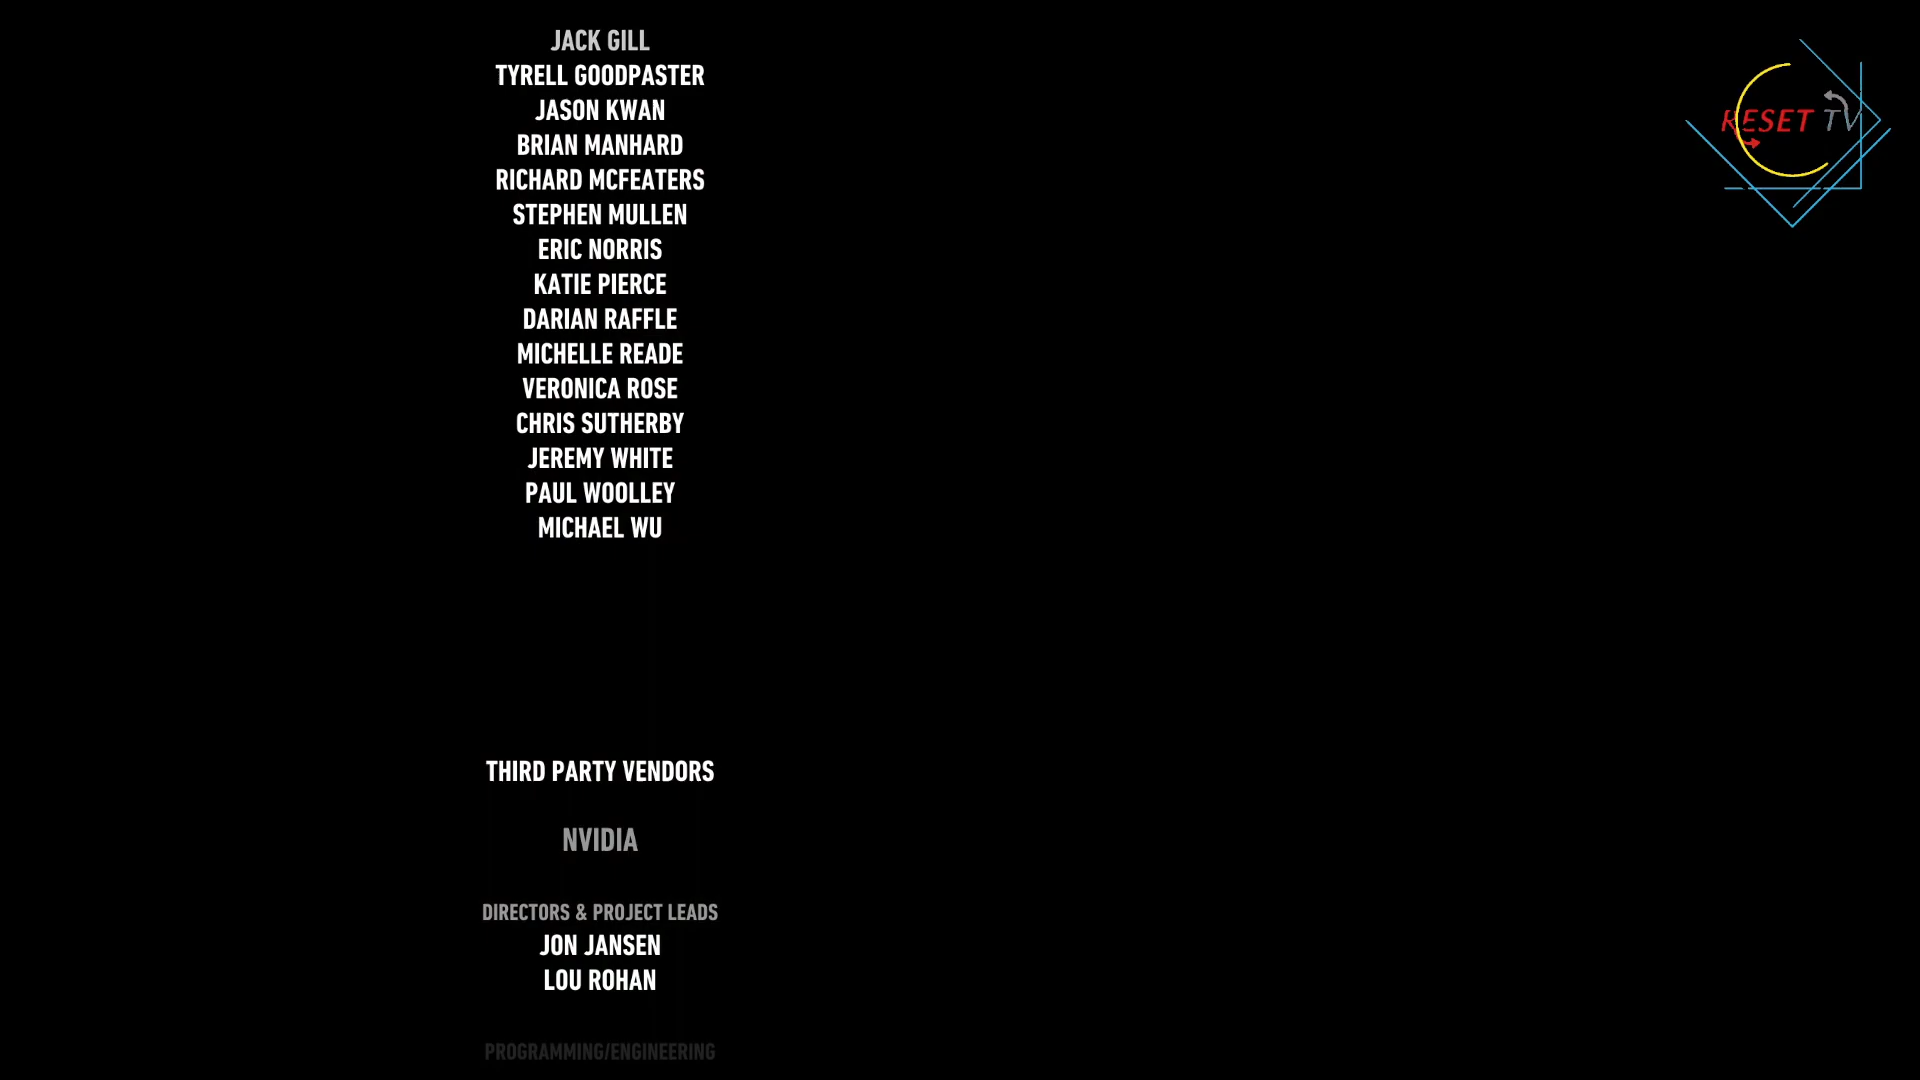 JACK GILL
TYRELL GOODPASTER
JASON KWAN
BRIAN MANHARD
RICHARD MCFEATERS
STEPHEN MULLEN
ERIC NORRIS
KATIE PIERCE
DARIAN RAFFLE
MICHELLE READE
VERONICA ROSE
CHRIS SUTHERBY
JEREMY WHITE
PAUL WOOLLEY
MICHAEL WU
THIRD PARTY VENDORS
NVIDIA
DIRECTORS & PROJECT LEADS
JON JANSEN
LOU ROHAN
PROGRAMMING/ENGINEERING
RESET TV